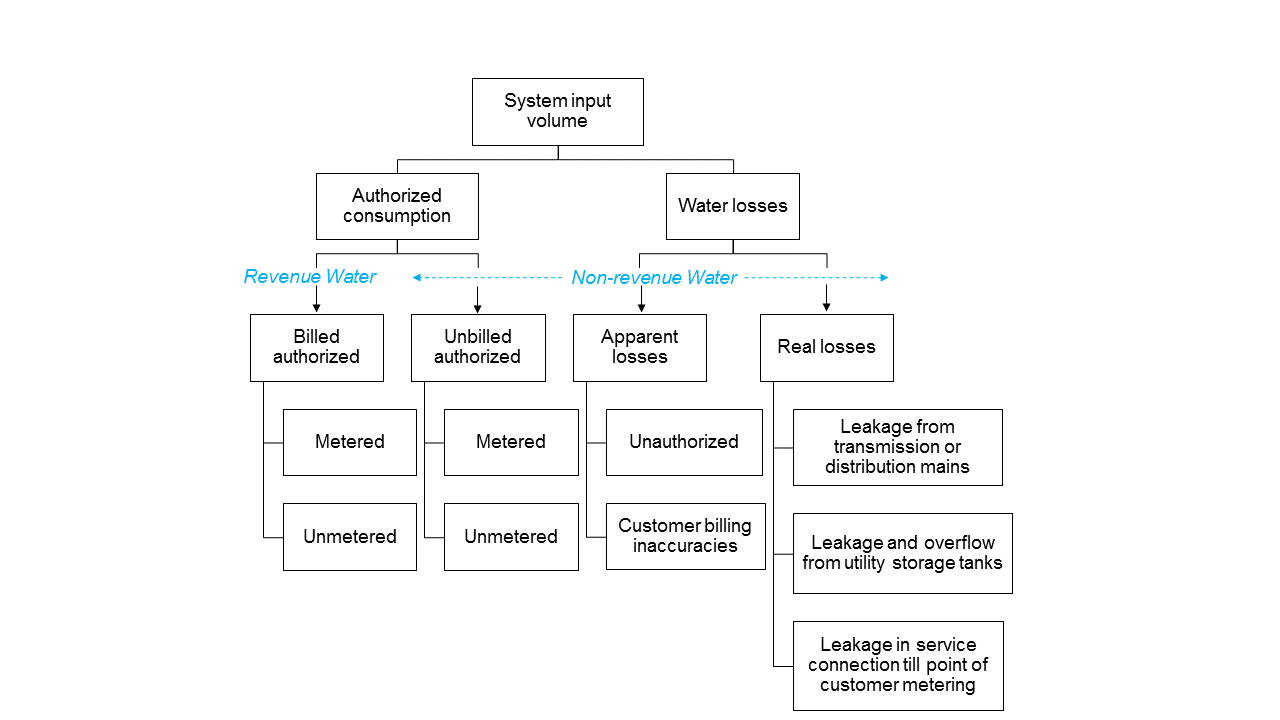 System input
volume
Authorized
consumption
Water losses
Revenue Water
Non-revenue Water
Billed
authorized
Unbilled
authorized
Apparent
losses
Real losses
Metered
Metered
Unauthorized
Leakage from
transmission or
distribution mains
Unmetered
Unmetered
Customer billing
inaccuracies
Leakage and overflow
from utility storage tanks
Leakage in service
connection till point of
customer metering